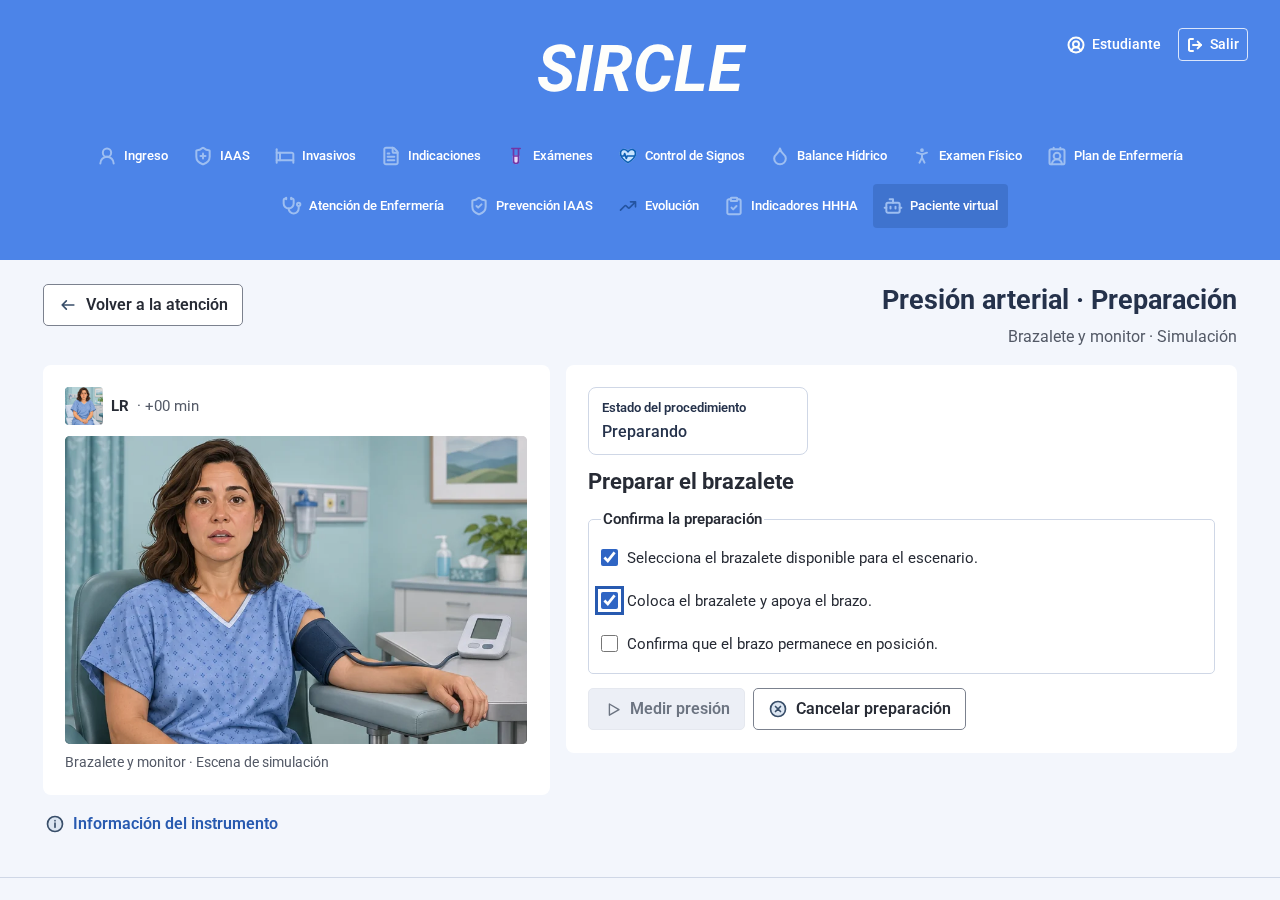 SIRCLE
Estudiante
Salir
Ingreso
IAAS
Invasivos
Indicaciones
Exámenes
Control de Signos
Balance Hídrico
Examen Físico
Plan de Enfermería
Atención de Enfermería
Prevención IAAS
Evolución
Indicadores HHHA
Paciente virtual
Volver a la atención
Presión arterial · Preparación
Brazalete y monitor · Simulación
LR · +00 min
Brazalete y monitor · Escena de simulación
Información del instrumento
Estado del procedimiento
Preparando
Preparar el brazalete
Confirma la preparación
Selecciona el brazalete disponible para el escenario.
Coloca el brazalete y apoya el brazo.
Confirma que el brazo permanece en posición.
Medir presión
Cancelar preparación